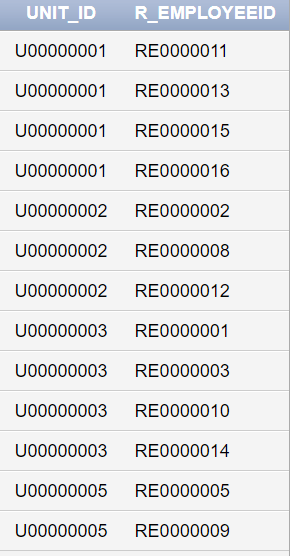 UNIT_ID R_EMPLOYEEID
U00000001 RE0000011
U00000001 RE0000013
U00000001 RE0000015
U00000001 RE0000016
U00000002 RE0000002
U00000002 RE0000008
U00000002 RE0000012
U00000003 RE0000001
U00000003 RE0000003
U00000003 RE0000010
U00000003 RE0000014
U00000005 RE0000005
U00000005 RE0000009